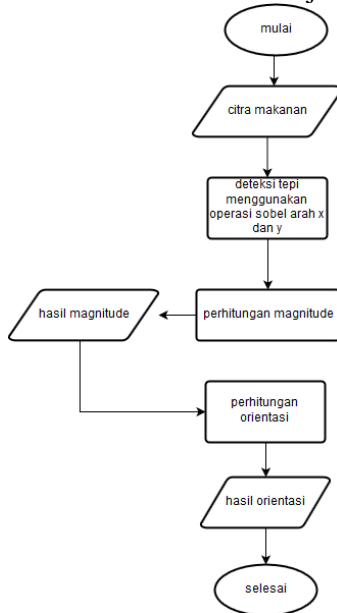 mulai
citra makanan
deteksi tepi
menggunakan
operasi sobel arah x
dan y
hasil magnitude
perhitungan magnitude
perhitungan
orientasi
hasil orientasi
selesai